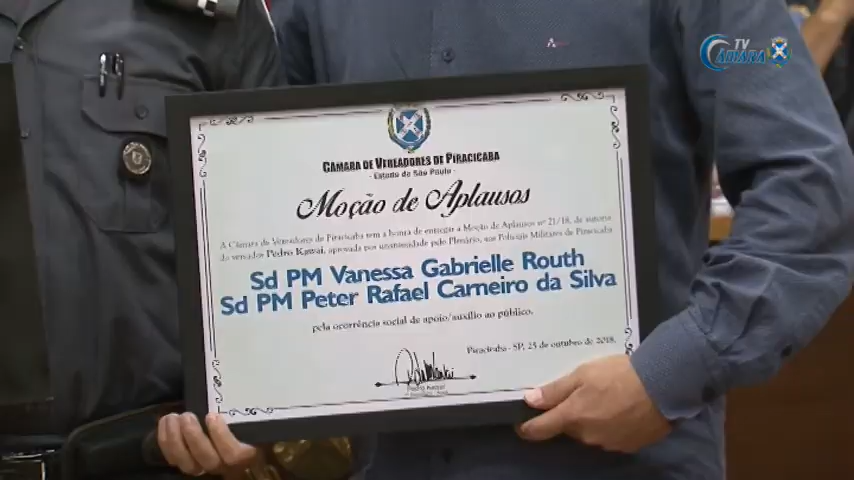 TV
CÂMARA
CÂMARA DE VEREADORES DE PIRACICABA
- Estado de São Paulo -
Moção de Aplausos
A Câmara de Vereadores de Piracicaba tem a honra de entregar a Moção de Aplausos nº 21/18, de autoria
do vereador Pedro Kawai, aprovada por unanimidade pelo Plenário, aos Policiais Militares de Piracicaba
Sd PM Vanessa Gabrielle Routh
Sd PM Peter Rafael Carneiro da Silva
pela ocorrência social de apoio/auxílio ao público.
Piracicaba - SP, 25 de outubro de 2018.
Pedro Kawai